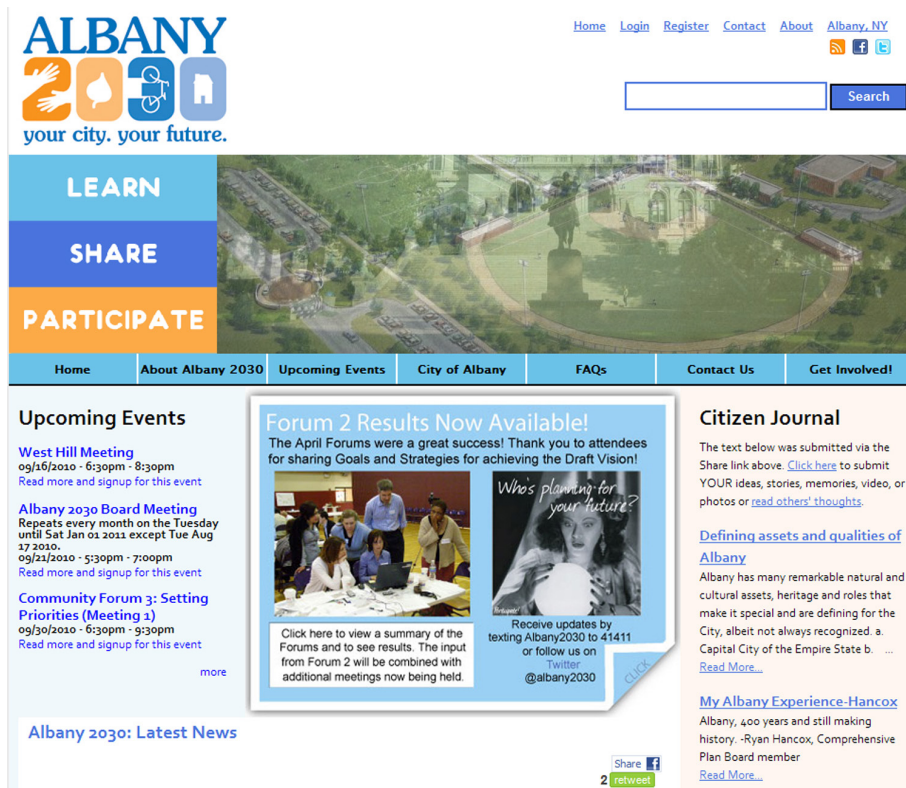 ALBANY
2030
your city. your future.
Home Login Register Contact About Albany, NY
Search
LEARN
SHARE
PARTICIPATE
Home About Albany 2030 Upcoming Events City of Albany FAQs Contact Us Get Involved!
Upcoming Events
West Hill Meeting
09/16/2010 - 6:30pm - 8:30pm
Read more and signup for this event
Albany 2030 Board Meeting
Repeats every month on the Tuesday
until Sat Jan 01 2011 except Tue Aug
17 2010.
09/21/2010 - 5:30pm - 7:00pm
Read more and signup for this event
Community Forum 3: Setting
Priorities (Meeting 1)
09/30/2010 - 6:30pm - 9:30pm
Read more and signup for this event
more
Forum 2 Results Now Available!
The April Forums were a great success! Thank you to attendees
for sharing Goals and Strategies for achieving the Draft Vision!
Who's planning for
your future?
Participate!
Click here to view a summary of the
Forums and to see results. The input
from Forum 2 will be combined with
additional meetings now being held.
Receive updates by
texting Albany2030 to 41411
or follow us on
Twitter
@albany2030
CLICK
Citizen Journal
The text below was submitted via the
Share link above. Click here to submit
YOUR ideas, stories, memories, video, or
photos or read others' thoughts.
Defining assets and qualities of
Albany
Albany has many remarkable natural and
cultural assets, heritage and roles that
make it special and are defining for the
City, albeit not always recognized. a.
Capital City of the Empire State b. ...
Read More...
My Albany Experience-Hancox
Albany, 400 years and still making
history. -Ryan Hancox, Comprehensive
Plan Board member
Read More...
Albany 2030: Latest News
Share f
2 retweet